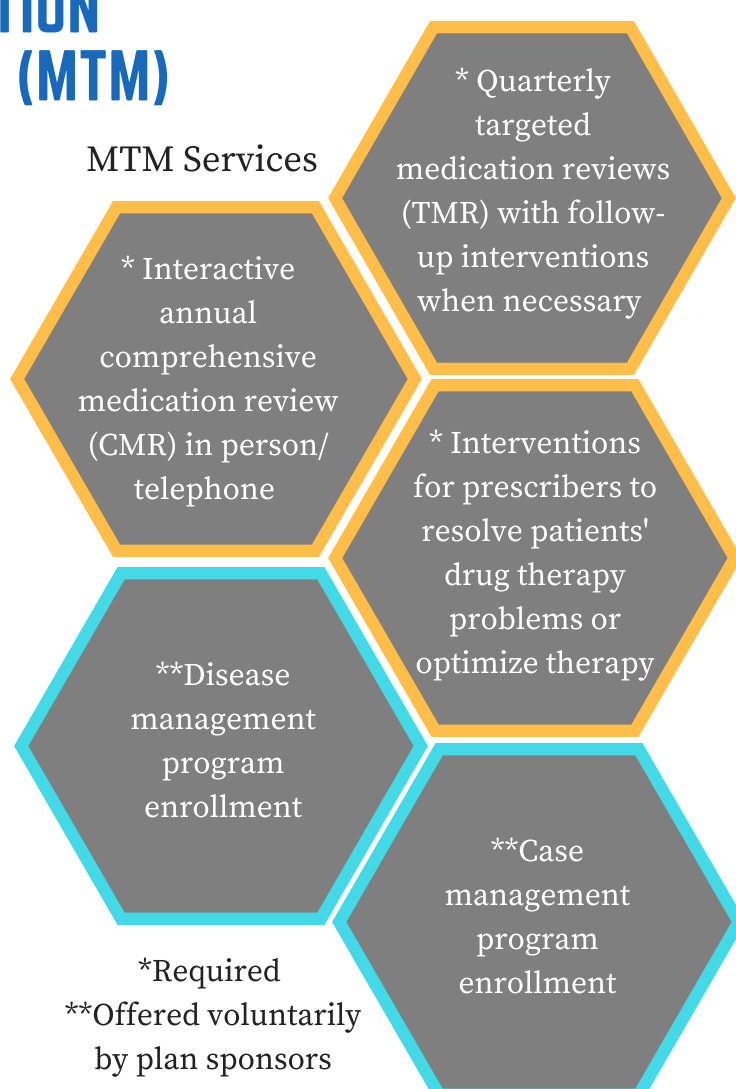 TION
(MTM)
MTM Services
* Quarterly
targeted
medication reviews
(TMR) with follow-
up interventions
when necessary
* Interactive
annual
comprehensive
medication review
(CMR) in person/
telephone
* Interventions
for prescribers to
resolve patients'
drug therapy
problems or
optimize therapy
**Disease
management
program
enrollment
**Case
management
program
enrollment
*Required
**Offered voluntarily
by plan sponsors